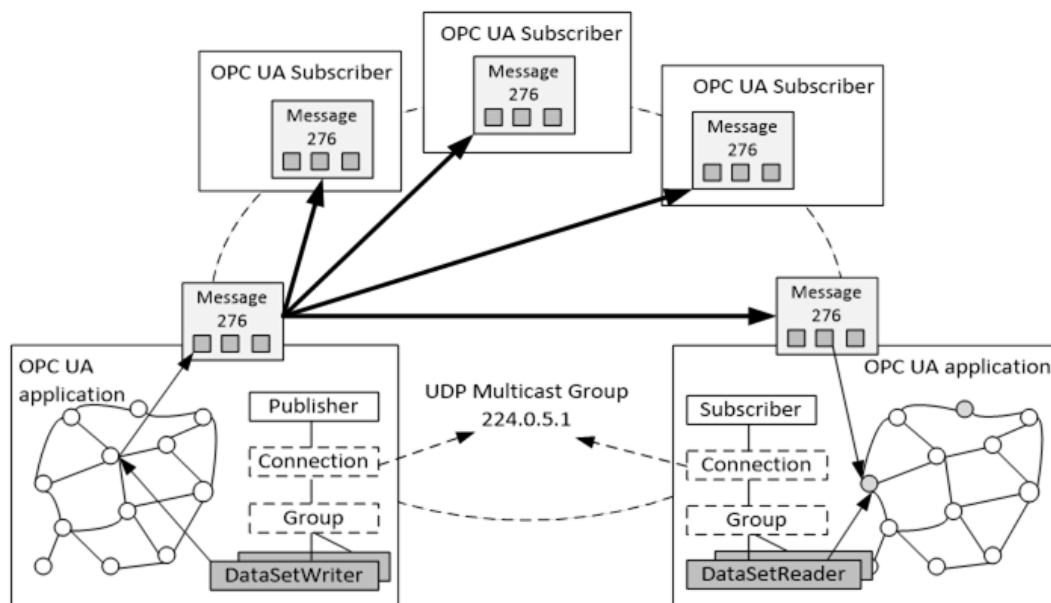 OPC UA Subscriber
Message
276
OPC UA Subscriber
Message
276
OPC UA Subscriber
Message
276
Message
276
Message
276
OPC UA
application
Publisher
Connection
Group
DataSetWriter
UDP Multicast Group
224.0.5.1
OPC UA application
Subscriber
Connection
Group
DataSetReader